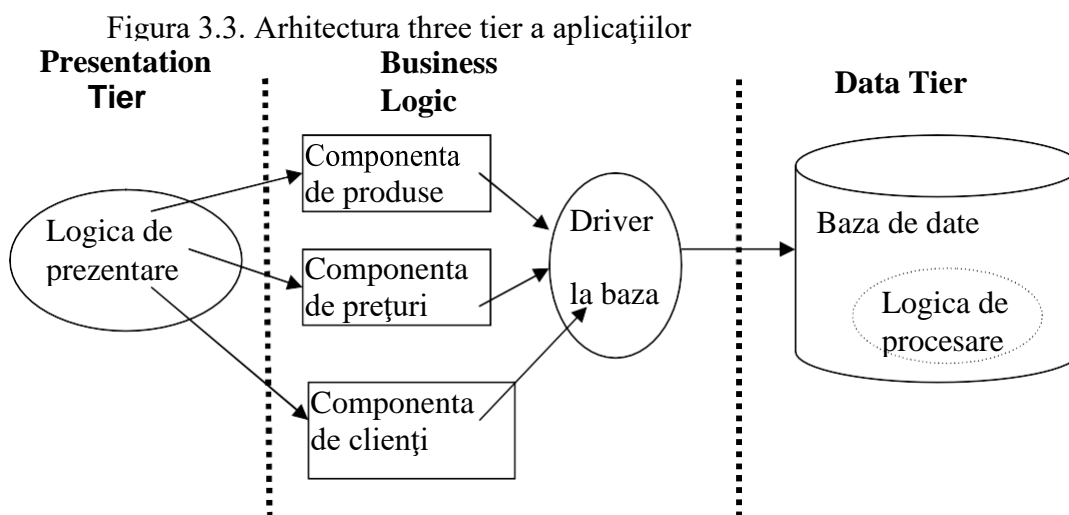 Figura 3.3. Arhitectura three tier a aplicaţiilor
Presentation
Tier
Business
Logic
Data Tier
Componenta
de produse
Logica de
prezentare
Componenta
de preţuri
Componenta
de clienţi
Driver
la baza
Baza de date
Logica de
procesare